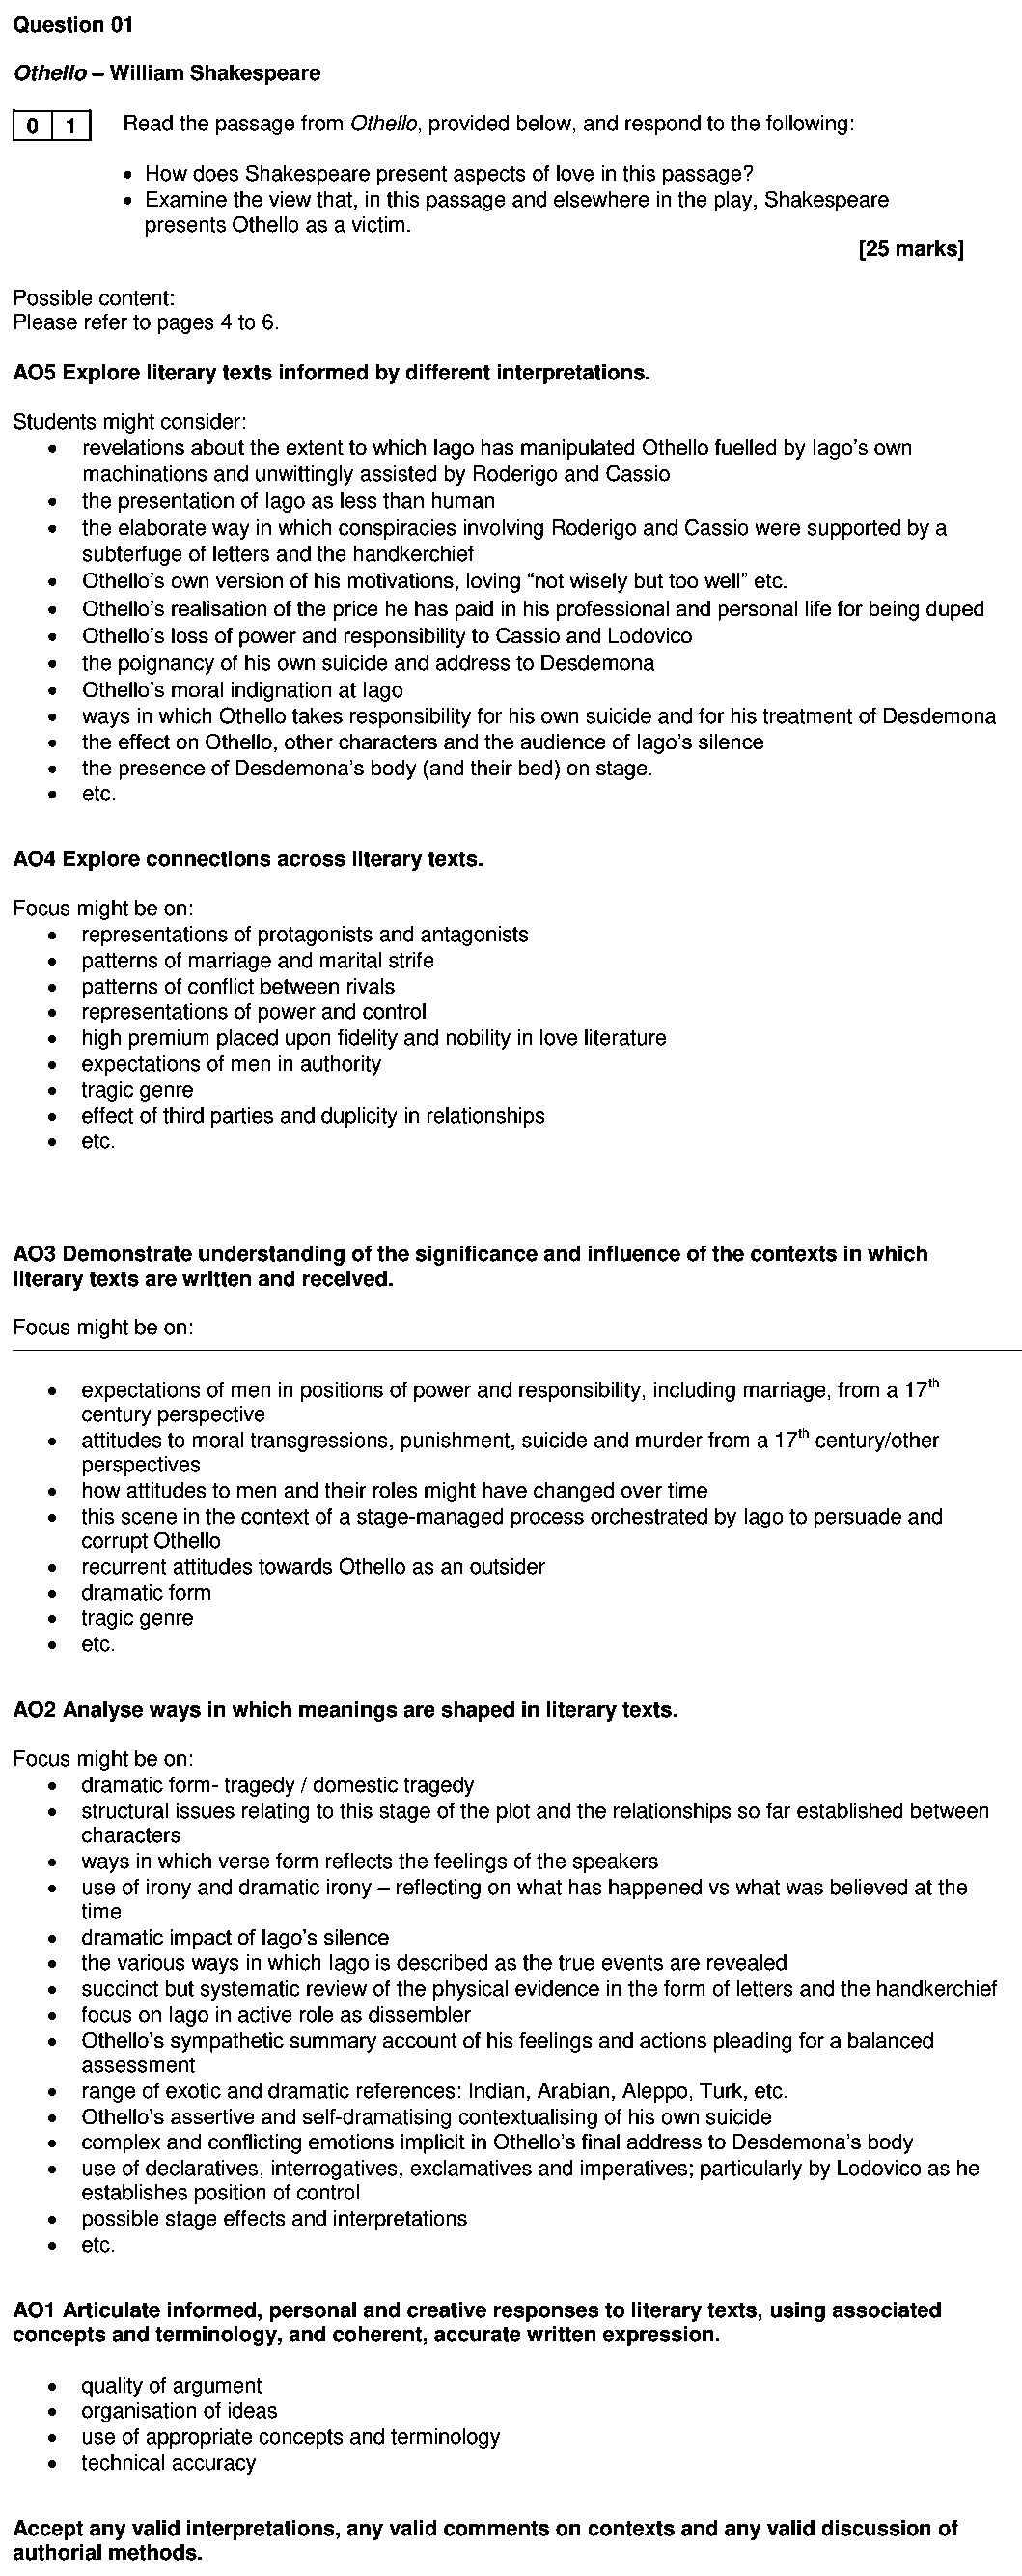 Question 01
Othello – William Shakespeare
0 1 Read the passage from Othello, provided below, and respond to the following:
• How does Shakespeare present aspects of love in this passage?
• Examine the view that, in this passage and elsewhere in the play, Shakespeare
presents Othello as a victim.
[25 marks]
Possible content:
Please refer to pages 4 to 6.
AO5 Explore literary texts informed by different interpretations.
Students might consider:
• revelations about the extent to which Iago has manipulated Othello fuelled by Iago's own
machinations and unwittingly assisted by Roderigo and Cassio
• the presentation of Iago as less than human
• the elaborate way in which conspiracies involving Roderigo and Cassio were supported by a
subterfuge of letters and the handkerchief
• Othello's own version of his motivations, loving "not wisely but too well" etc.
• Othello's realisation of the price he has paid in his professional and personal life for being duped
• Othello's loss of power and responsibility to Cassio and Lodovico
• the poignancy of his own suicide and address to Desdemona
• Othello's moral indignation at Iago
• ways in which Othello takes responsibility for his own suicide and for his treatment of Desdemona
• the effect on Othello, other characters and the audience of Iago's silence
• the presence of Desdemona's body (and their bed) on stage.
• etc.
AO4 Explore connections across literary texts.
Focus might be on:
• representations of protagonists and antagonists
• patterns of marriage and marital strife
• patterns of conflict between rivals
• representations of power and control
• high premium placed upon fidelity and nobility in love literature
• expectations of men in authority
• tragic genre
• effect of third parties and duplicity in relationships
• etc.
AO3 Demonstrate understanding of the significance and influence of the contexts in which
literary texts are written and received.
Focus might be on:
• expectations of men in positions of power and responsibility, including marriage, from a 17th
century perspective
• attitudes to moral transgressions, punishment, suicide and murder from a 17th century/other
perspectives
• how attitudes to men and their roles might have changed over time
• this scene in the context of a stage-managed process orchestrated by Iago to persuade and
corrupt Othello
• recurrent attitudes towards Othello as an outsider
• dramatic form
• tragic genre
• etc.
AO2 Analyse ways in which meanings are shaped in literary texts.
Focus might be on:
• dramatic form- tragedy / domestic tragedy
• structural issues relating to this stage of the plot and the relationships so far established between
characters
• ways in which verse form reflects the feelings of the speakers
• use of irony and dramatic irony – reflecting on what has happened vs what was believed at the
time
• dramatic impact of Iago's silence
• the various ways in which Iago is described as the true events are revealed
• succinct but systematic review of the physical evidence in the form of letters and the handkerchief
• focus on Iago in active role as dissembler
• Othello's sympathetic summary account of his feelings and actions pleading for a balanced
assessment
• range of exotic and dramatic references: Indian, Arabian, Aleppo, Turk, etc.
• Othello's assertive and self-dramatising contextualising of his own suicide
• complex and conflicting emotions implicit in Othello's final address to Desdemona's body
• use of declaratives, interrogatives, exclamatives and imperatives; particularly by Lodovico as he
establishes position of control
• possible stage effects and interpretations
• etc.
AO1 Articulate informed, personal and creative responses to literary texts, using associated
concepts and terminology, and coherent, accurate written expression.
• quality of argument
• organisation of ideas
• use of appropriate concepts and terminology
• technical accuracy
Accept any valid interpretations, any valid comments on contexts and any valid discussion of
authorial methods.